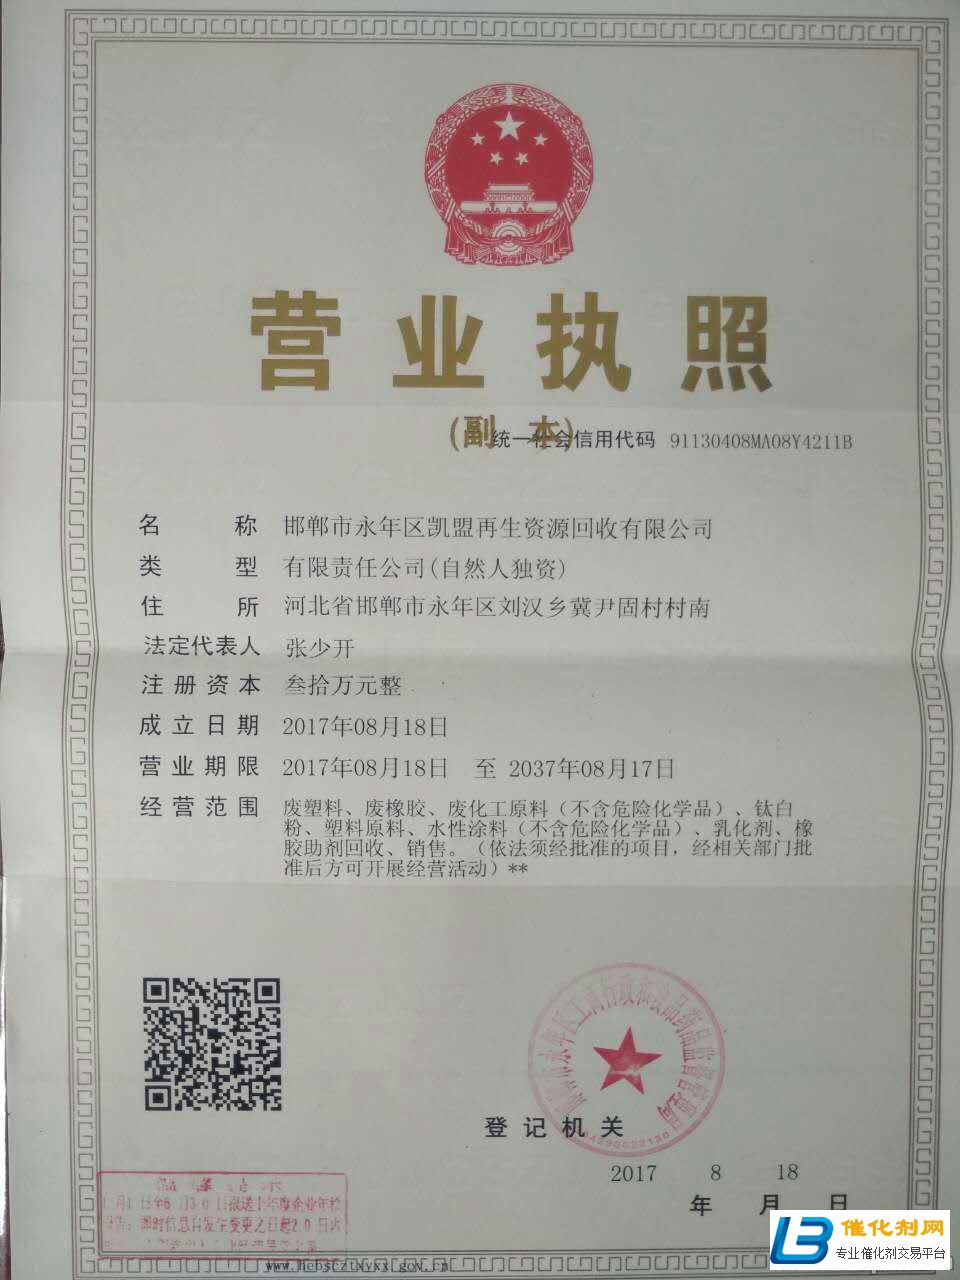 营业执照
(副 本)
统一社会信用代码 91130408MA08Y4211B
名称 邯郸市永年区凯盟再生资源回收有限公司
类型 有限责任公司(自然人独资)
住所 河北省邯郸市永年区刘汉乡冀尹固村村南
法定代表人 张少开
注册资本 叁拾万元整
成立日期 2017年08月18日
营业期限 2017年08月18日 至 2037年08月17日
经营范围 废塑料、废橡胶、废化工原料（不含危险化学品）、钛白
粉、塑料原料、水性涂料（不含危险化学品）、乳化剂、橡
胶助剂回收、销售。（依法须经批准的项目，经相关部门批
准后方可开展经营活动）**
登记机关
2017 8 18
年 月 日
www.hebscztxyxx.gov.cn
催化剂网
专业催化剂交易平台